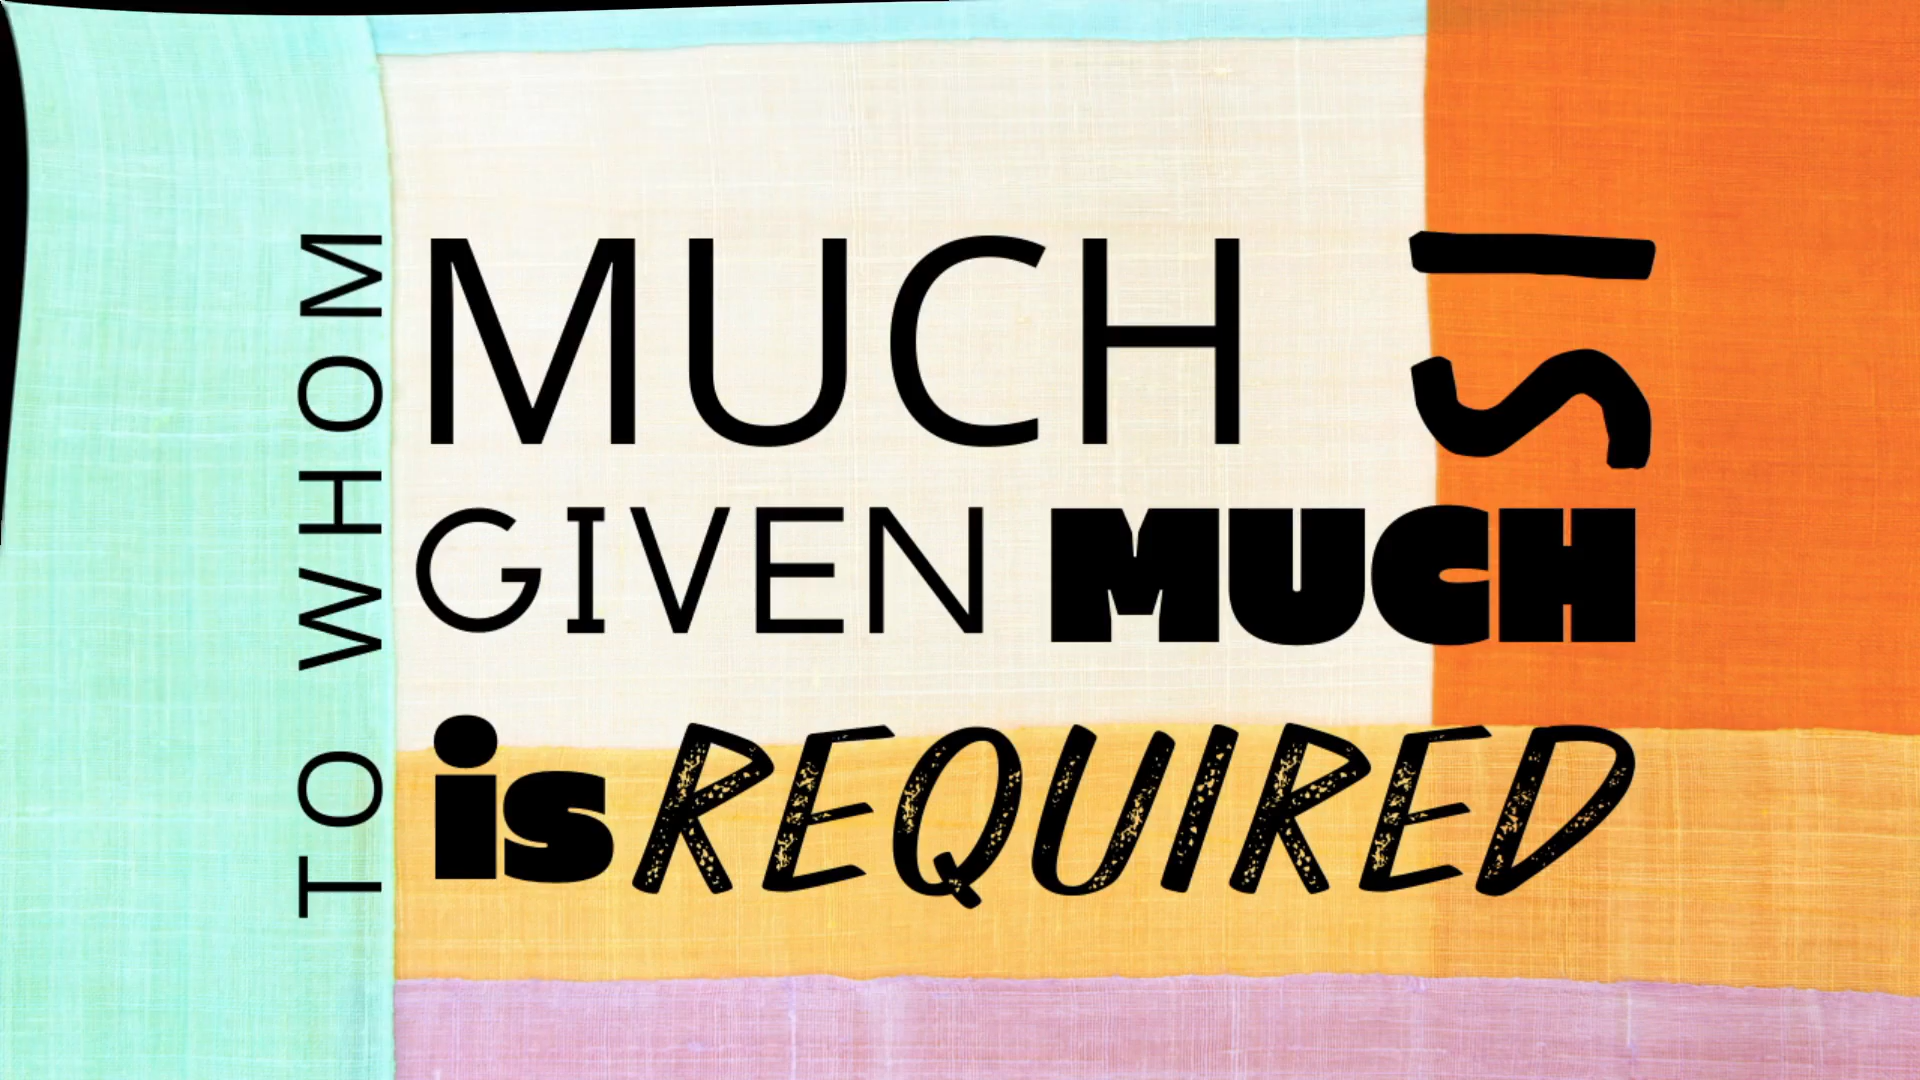 TO WHOM
MUCH
IS
GIVEN MUCH
is REQUIRED